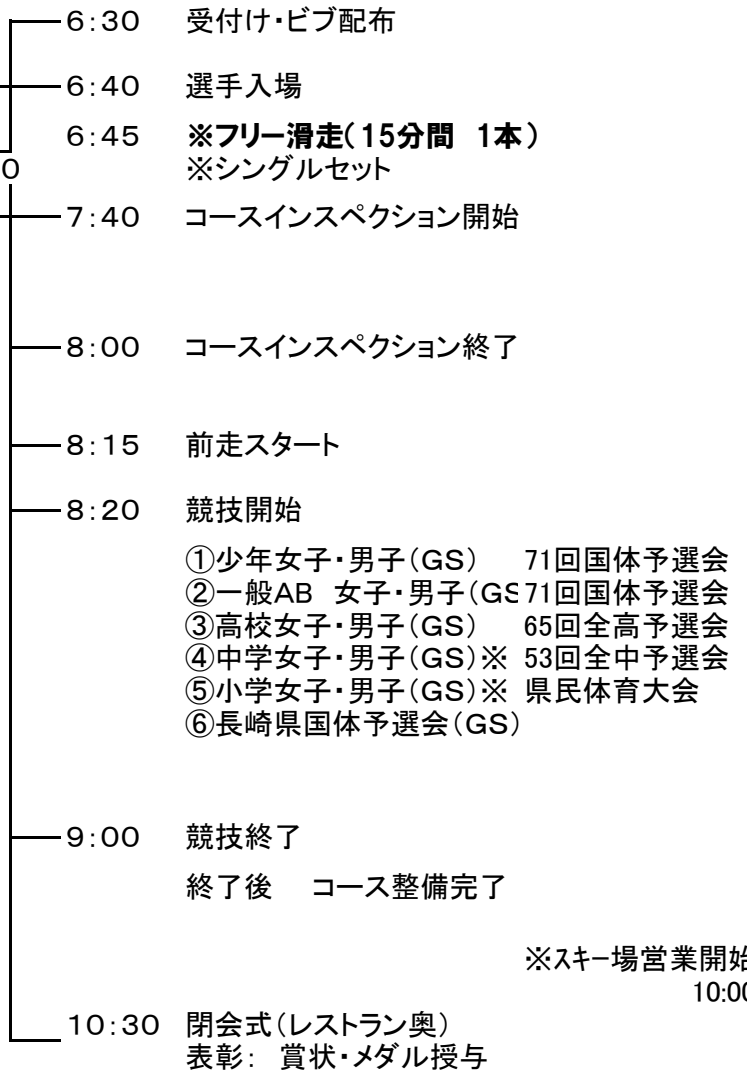 6:30 受付け・ビブ配布
6:40 選手入場
6:45 ※フリー滑走(15分間 1本)
0 ※シングルセット
7:40 コースインスペクション開始
8:00 コースインスペクション終了
8:15 前走スタート
8:20 競技開始
①少年女子・男子(GS) 71回国体予選会
②一般AB 女子・男子(GS 71回国体予選会
③高校女子・男子(GS) 65回全高予選会
④中学女子・男子(GS)※ 53回全中予選会
⑤小学女子・男子(GS)※ 県民体育大会
⑥長崎県国体予選会(GS)
9:00 競技終了
終了後 コース整備完了
※スキー場営業開始
10:00
10:30 閉会式(レストラン奥)
表彰: 賞状・メダル授与